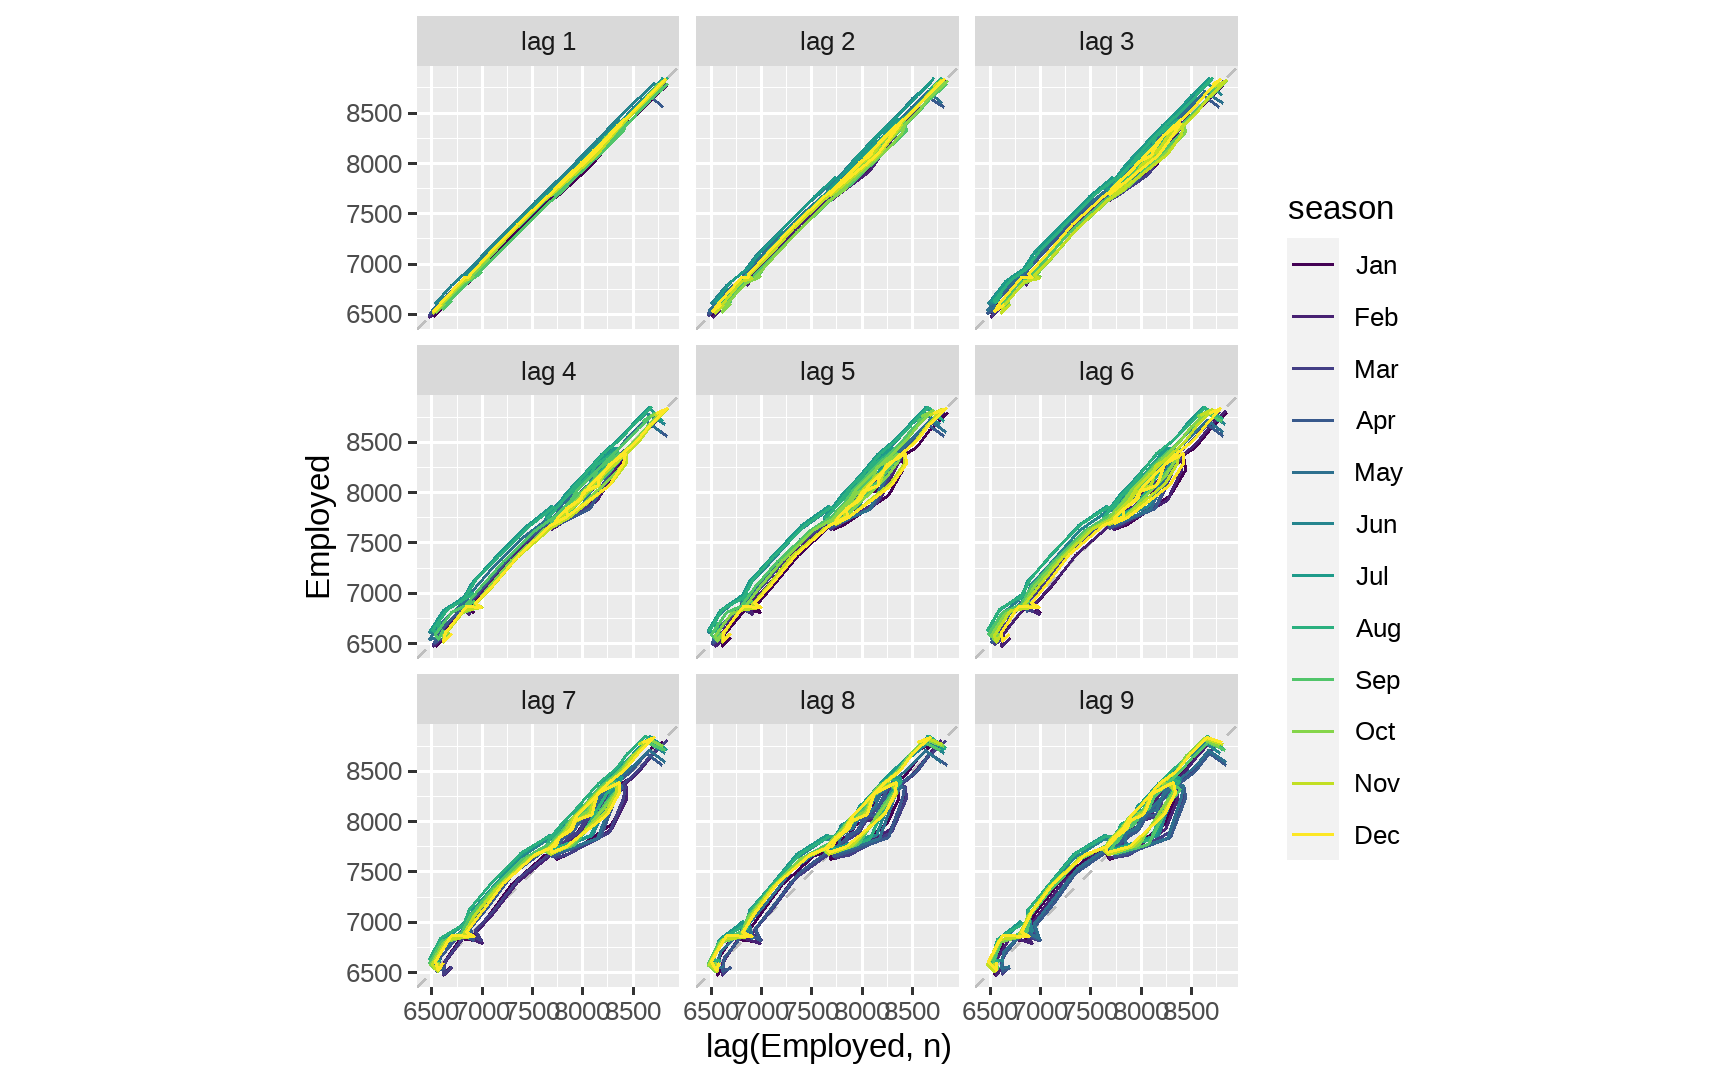 lag 1
lag 2
lag 3
8500
8000
7500
7000
6500
lag 4
lag 5
lag 6
8500
8000
7500
7000
6500
lag 7
lag 8
lag 9
8500
8000
7500
7000
6500
6500 7000 7500 8000 8500
6500 7000 7500 8000 8500
6500 7000 7500 8000 8500
lag(Employed, n)
Employed
season
Jan
Feb
Mar
Apr
May
Jun
Jul
Aug
Sep
Oct
Nov
Dec